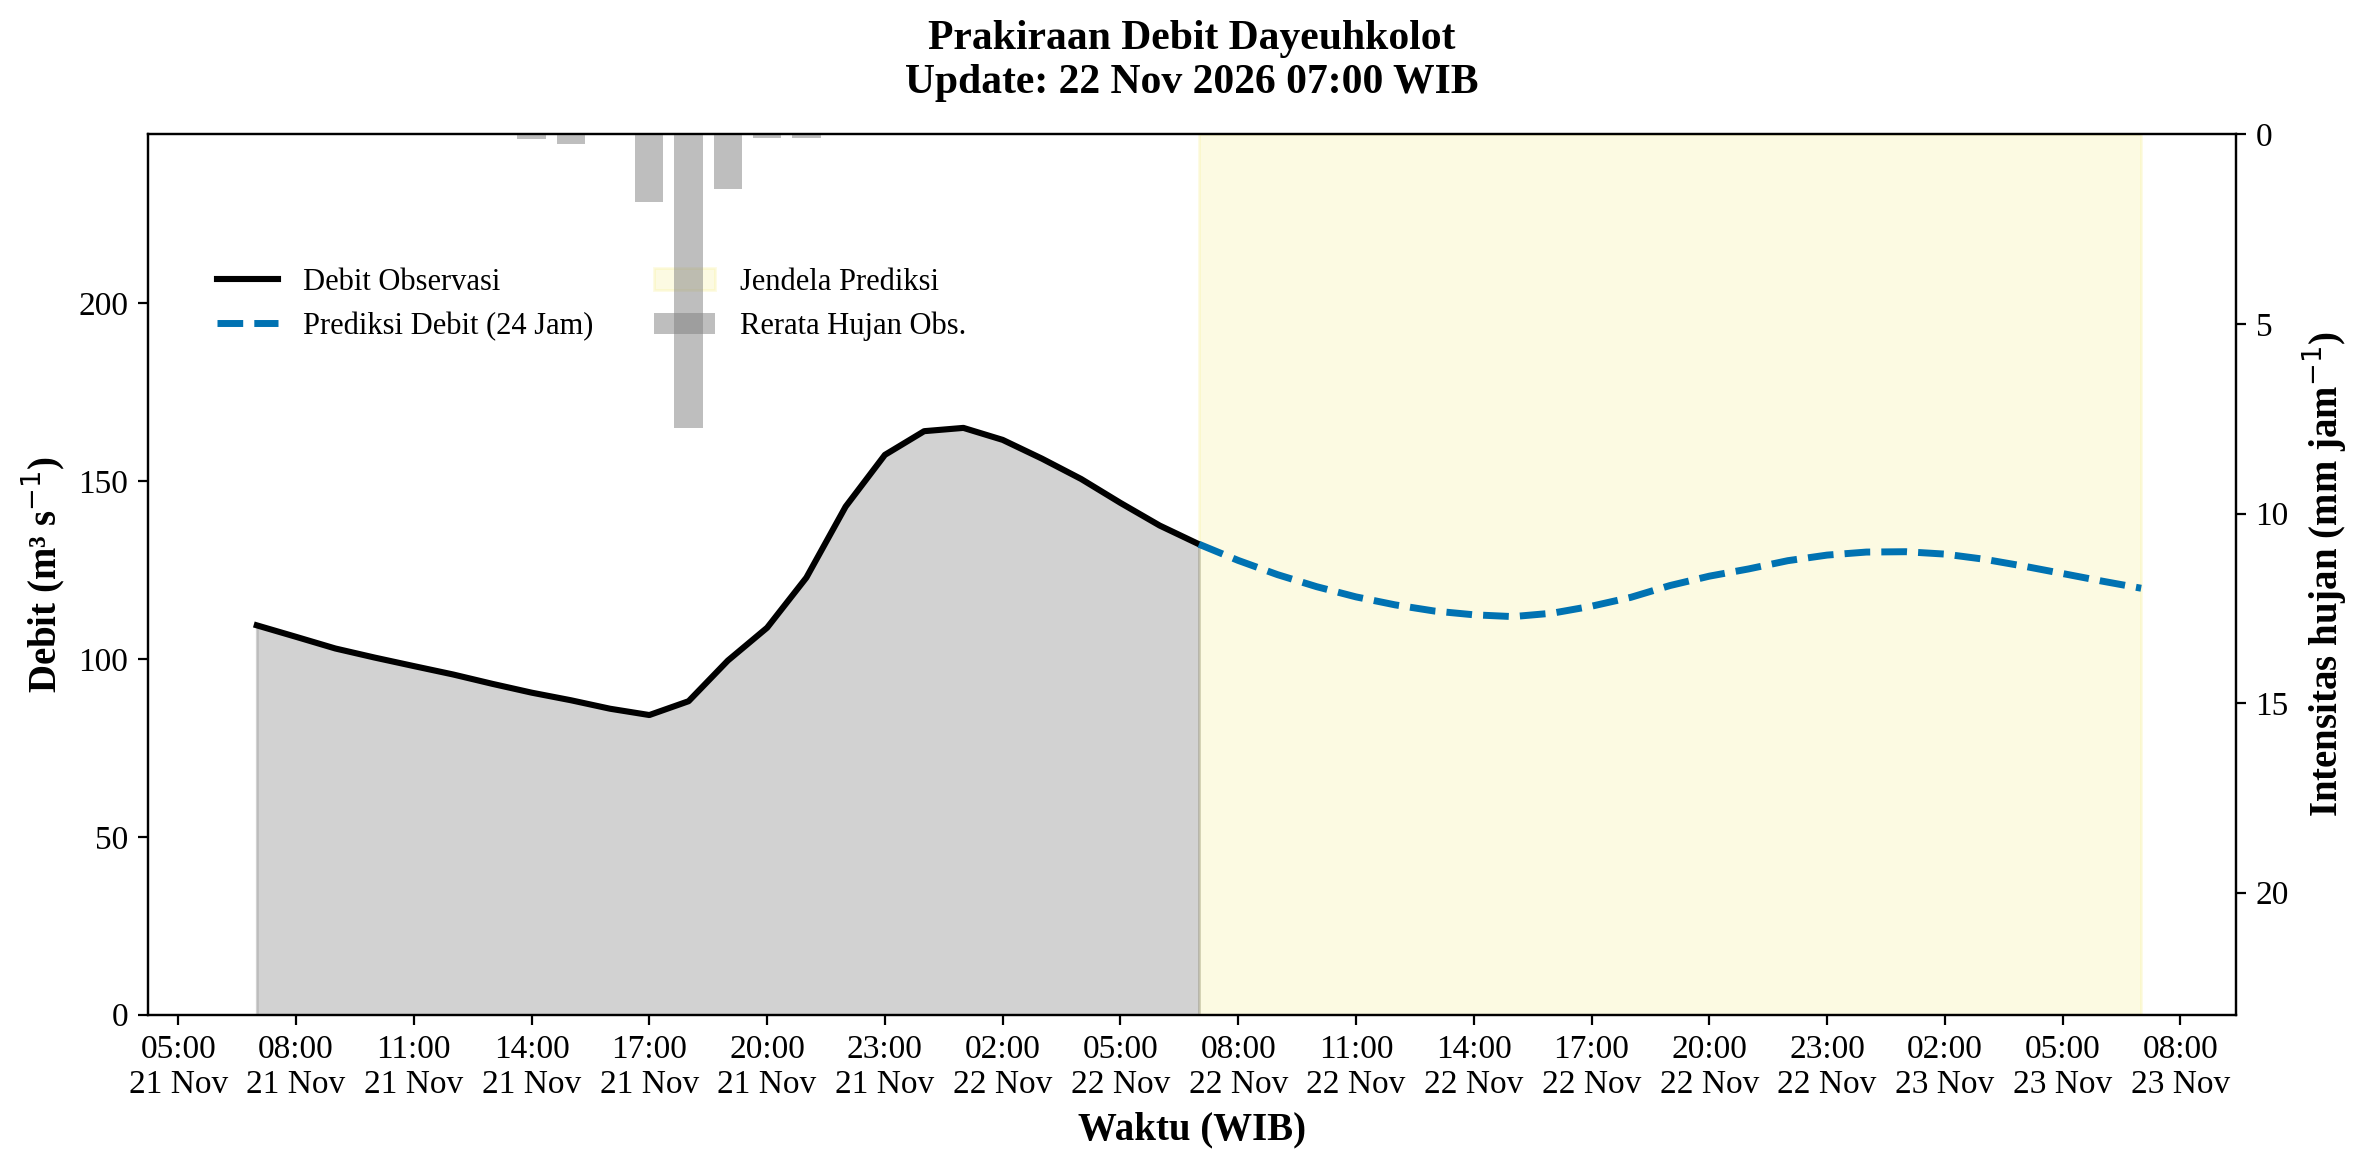 Prakiraan Debit Dayeuhkolot
Update: 22 Nov 2026 07:00 WIB
Debit Observasi
Prediksi Debit (24 Jam)
Jendela Prediksi
Rerata Hujan Obs.
Debit (m³ s⁻¹)
200
150
100
50
0
0
5
10
15
20
Intensitas hujan (mm jam⁻¹)
05:00 08:00 11:00 14:00 17:00 20:00 23:00 02:00 05:00 08:00 11:00 14:00 17:00 20:00 23:00 02:00 05:00 08:00
21 Nov 21 Nov 21 Nov 21 Nov 21 Nov 21 Nov 21 Nov 22 Nov 22 Nov 22 Nov 22 Nov 22 Nov 22 Nov 22 Nov 22 Nov 23 Nov 23 Nov 23 Nov
Waktu (WIB)